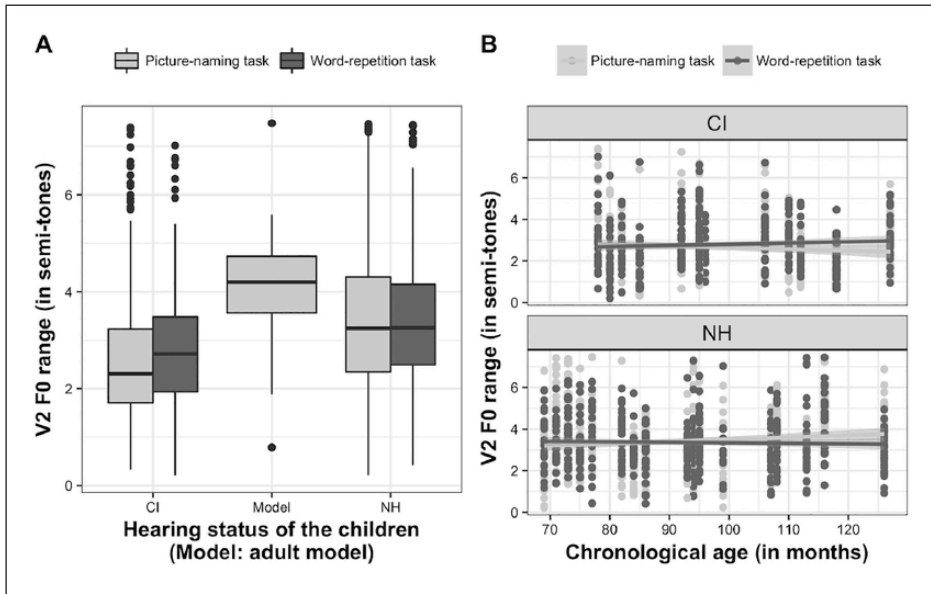 A
Picture-naming task Word-repetition task
V2 F0 range (in semi-tones)
6
4
2
0
CI Model NH
Hearing status of the children
(Model: adult model)
B
Picture-naming task Word-repetition task
V2 F0 range (in semi-tones)
CI
6
4
2
0
NH
6
4
2
0
70 80 90 100 110 120
Chronological age (in months)